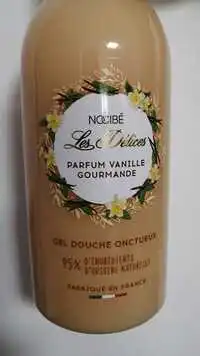 NOCIBÉ
Les Délices
PARFUM VANILLE
GOURMANDE
GEL DOUCHE ONCTUEUX
95% D'INGRÉDIENTS
D'ORIGINE NATURELLE
FABRIQUÉ EN FRANCE